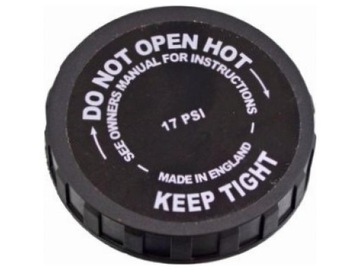 DO NOT OPEN HOT
SEE OWNERS MANUAL FOR INSTRUCTIONS
17 PSI
MADE IN ENGLAND
KEEP TIGHT